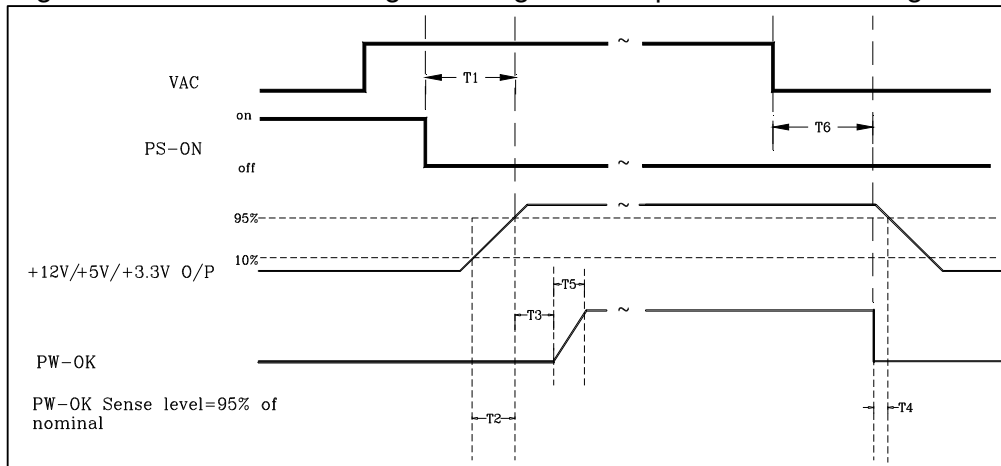 VAC
T1
T6
on
PS-ON
off
~
~
~
95%
10%
+12V/+5V/+3.3V O/P
T5
T3
~
PW-OK
PW-OK Sense level=95% of
nominal
T2
T4